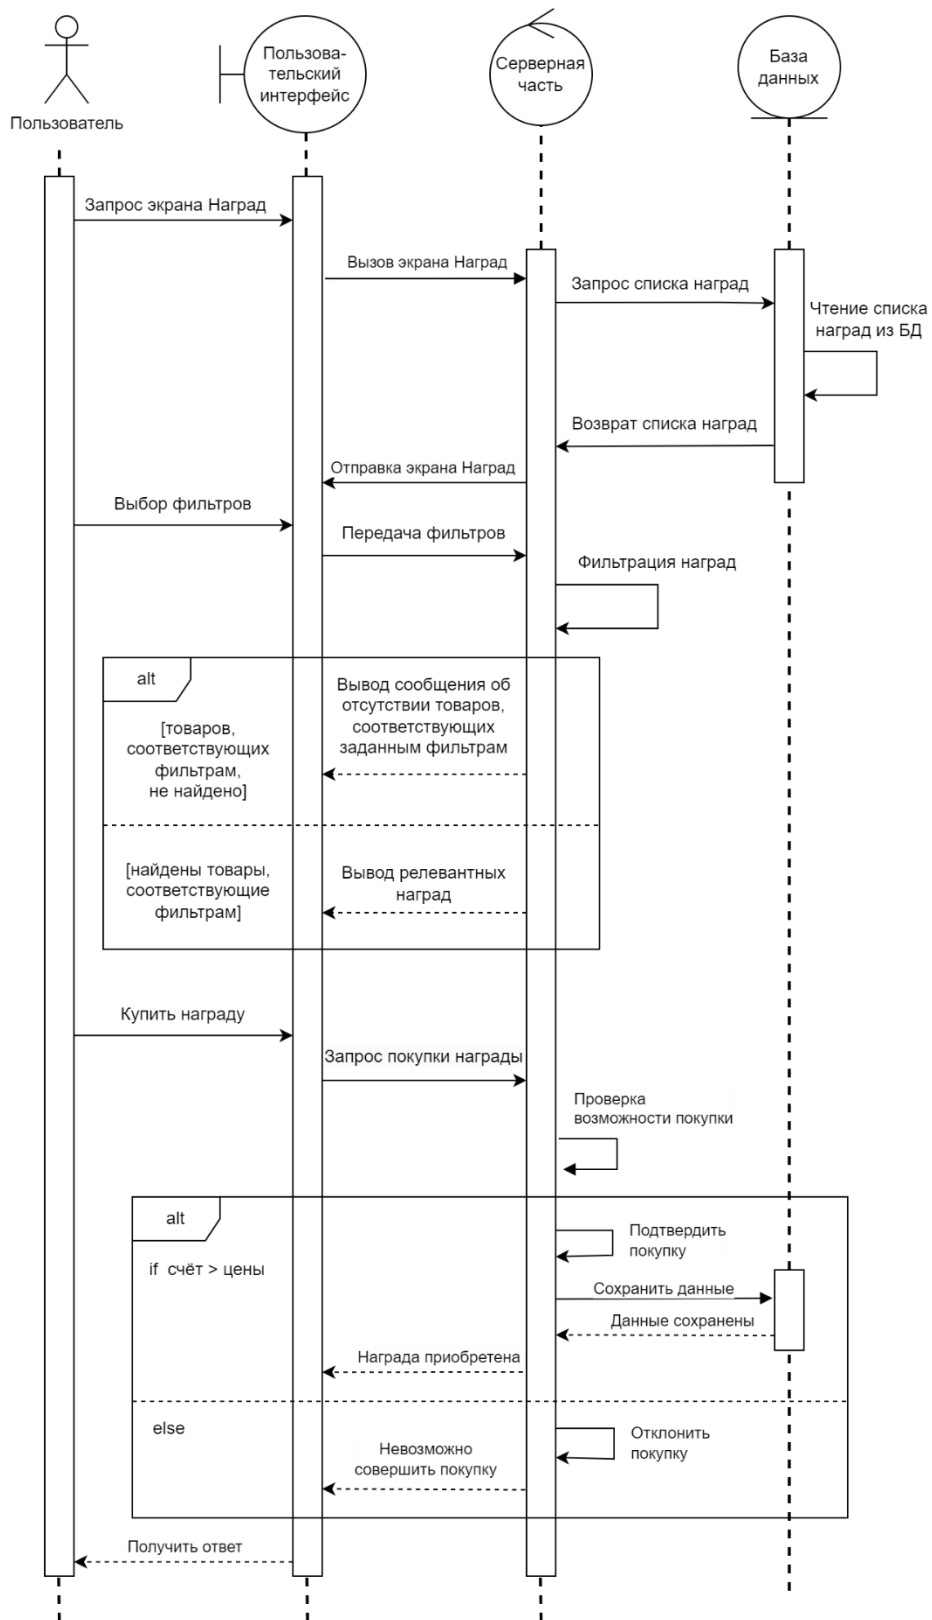 Пользователь
Пользова-
тельский
интерфейс
Серверная
часть
База
данных
Запрос экрана Наград
Вызов экрана Наград
Запрос списка наград
Чтение списка
наград из БД
Возврат списка наград
Отправка экрана Наград
Выбор фильтров
Передача фильтров
Фильтрация наград
alt
[товаров,
соответствующих
фильтрам,
не найдено]
Вывод сообщения об
отсутствии товаров,
соответствующих
заданным фильтрам
[найдены товары,
соответствующие
фильтрам]
Вывод релевантных
наград
Купить награду
Запрос покупки награды
Проверка
возможности покупки
alt
if счёт > цены
Подтвердить
покупку
Сохранить данные
Данные сохранены
Награда приобретена
else
Отклонить
покупку
Невозможно
совершить покупку
Получить ответ